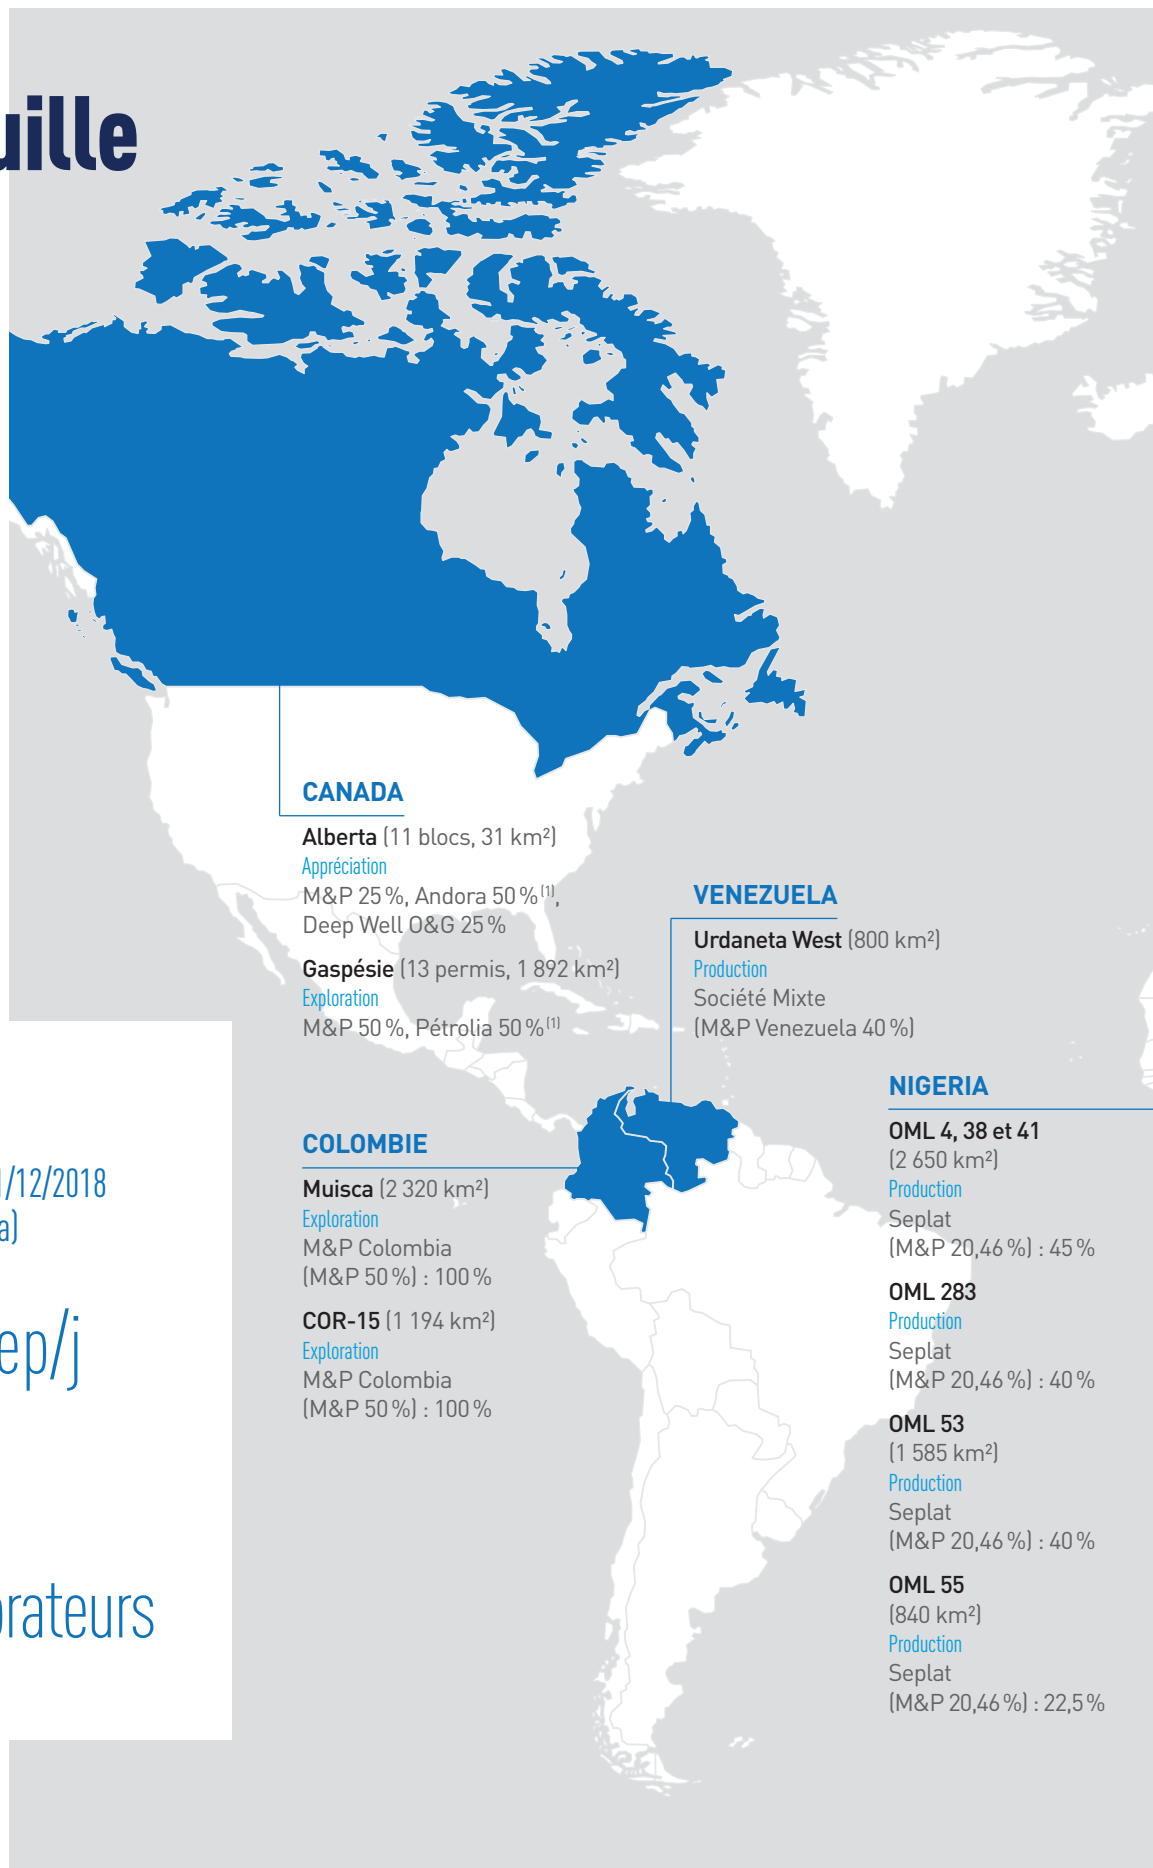 uille
CANADA
Alberta (11 blocs, 31 km²)
Appréciation
M&P 25 %, Andora 50 %(1),
Deep Well O&G 25 %
Gaspésie (13 permis, 1 892 km²)
Exploration
M&P 50 %, Pétrolia 50 %(1)
VENEZUELA
Urdaneta West (800 km²)
Production
Société Mixte
(M&P Venezuela 40 %)
COLOMBIE
Muisca (2 320 km²)
Exploration
M&P Colombia
(M&P 50 %) : 100 %
COR-15 (1 194 km²)
Exploration
M&P Colombia
(M&P 50 %) : 100 %
NIGERIA
OML 4, 38 et 41
(2 650 km²)
Production
Seplat
(M&P 20,46 %) : 45 %
OML 283
Production
Seplat
(M&P 20,46 %) : 40 %
OML 53
(1 585 km²)
Production
Seplat
(M&P 20,46 %) : 40 %
OML 55
(840 km²)
Production
Seplat
(M&P 20,46 %) : 22,5 %
/12/2018
a)
ep/j
orateurs